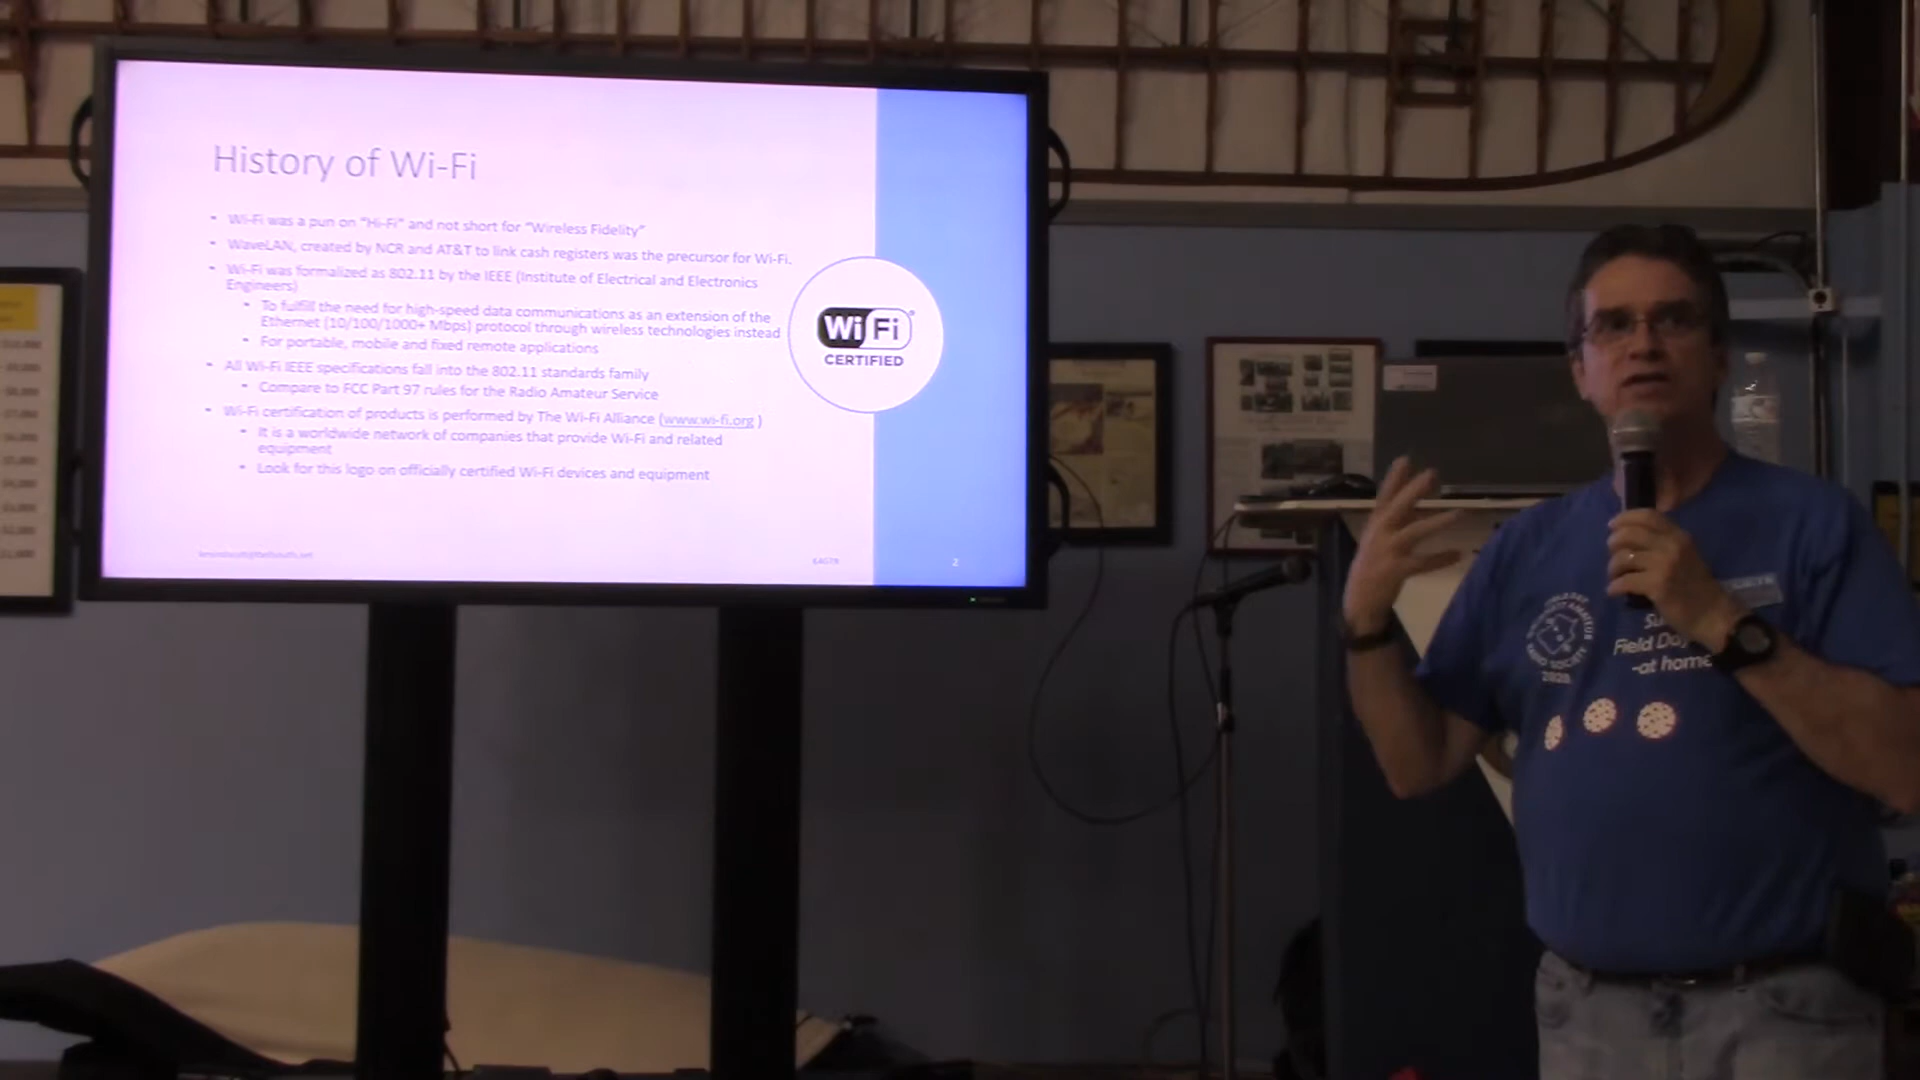 History of Wi-Fi
Wi-Fi was a pun on "Hi-Fi" and not short for "Wireless Fidelity"
WaveLAN, created by NCR and AT&T to link cash registers was the precursor for Wi-Fi.
Wi-Fi was formalized as 802.11 by the IEEE (Institute of Electrical and Electronics
Engineers)
To fulfill the need for high-speed data communications as an extension of the
Ethernet (10/100/1000+ Mbps) protocol through wireless technologies instead
For portable, mobile and fixed remote applications
All Wi-Fi IEEE specifications fall into the 802.11 standards family
Compare to FCC Part 97 rules for the Radio Amateur Service
Wi-Fi certification of products is performed by The Wi-Fi Alliance (www.wi-fi.org )
It is a worldwide network of companies that provide Wi-Fi and related
equipment
Look for this logo on officially certified Wi-Fi devices and equipment
Wi Fi®
CERTIFIED
2
AMATEUR
RADIO SOCIETY
2020
Field Day
-at home